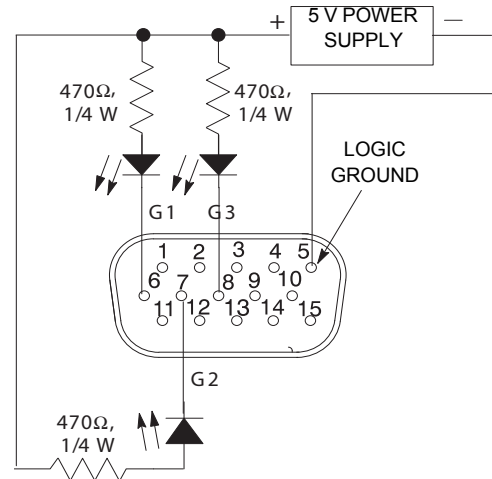 + 5 V POWER SUPPLY —
470Ω, 1/4 W
470Ω, 1/4 W
LOGIC GROUND
G1 G3
1 2 3 4 5
6 7 8 9 10
11 12 13 14 15
G2
470Ω, 1/4 W